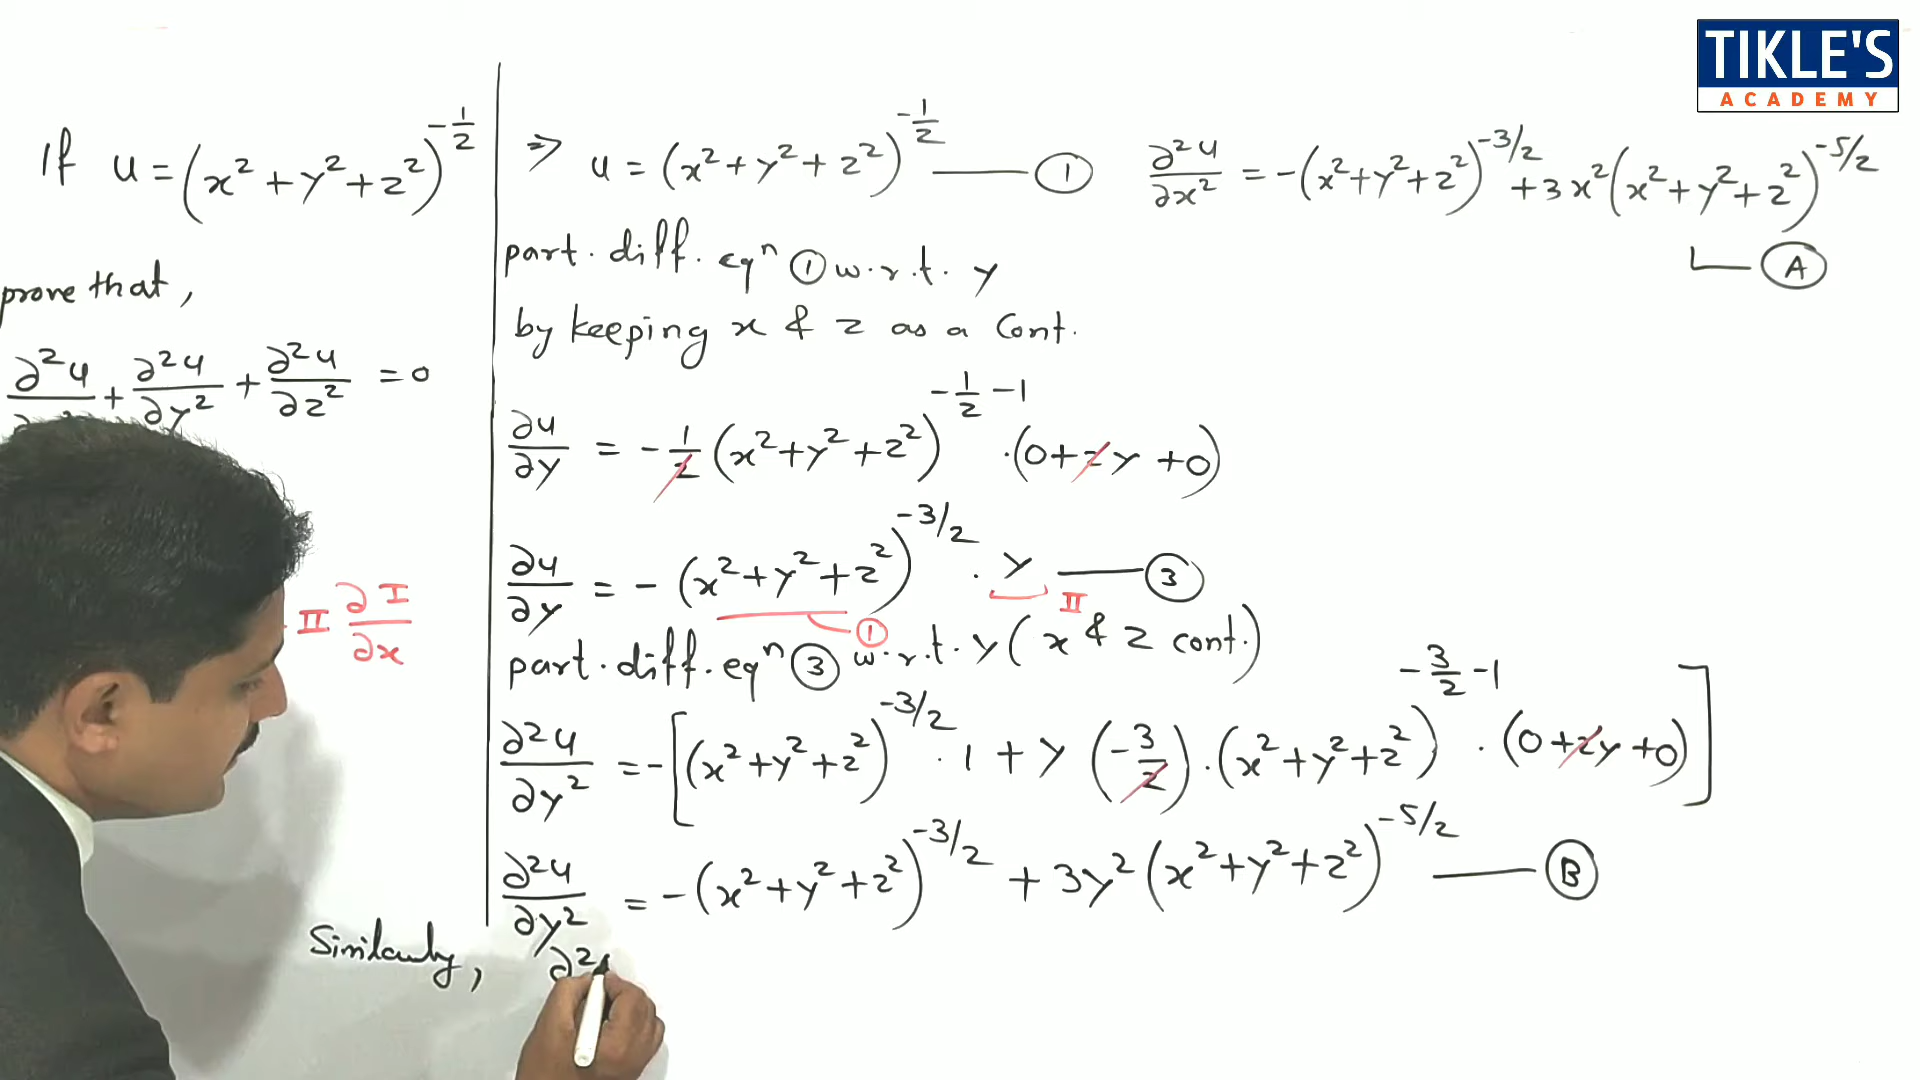 TIKLE'S
ACADEMY
If u = (x² + y² + z²)^{-1/2}
prove that,
∂²u/ + ∂²u/∂y² + ∂²u/∂z² = 0
. II ∂I/∂x
⇒ u = (x² + y² + z²)^{-1/2} —— ①
part. diff. eqⁿ ① w.r.t. y
by keeping x & z as a Cont.
∂u/∂y = - 1/2 (x² + y² + z²)^{-1/2 - 1} . (0 + 2y + 0)
∂u/∂y = - (x² + y² + z²)^{-3/2} . y —— ③
① II
part. diff. eqⁿ ③ w.r.t. y (x & z cont.)
∂²u/∂y² = - [(x² + y² + z²)^{-3/2} . 1 + y (-3/2) . (x² + y² + z²)^{-3/2 - 1} . (0 + 2y + 0)]
∂²u/∂y² = - (x² + y² + z²)^{-3/2} + 3y² (x² + y² + z²)^{-5/2} —— Ⓑ
Similarly, ∂²
∂²u/∂x² = - (x² + y² + z²)^{-3/2} + 3x² (x² + y² + z²)^{-5/2}
Ⓐ